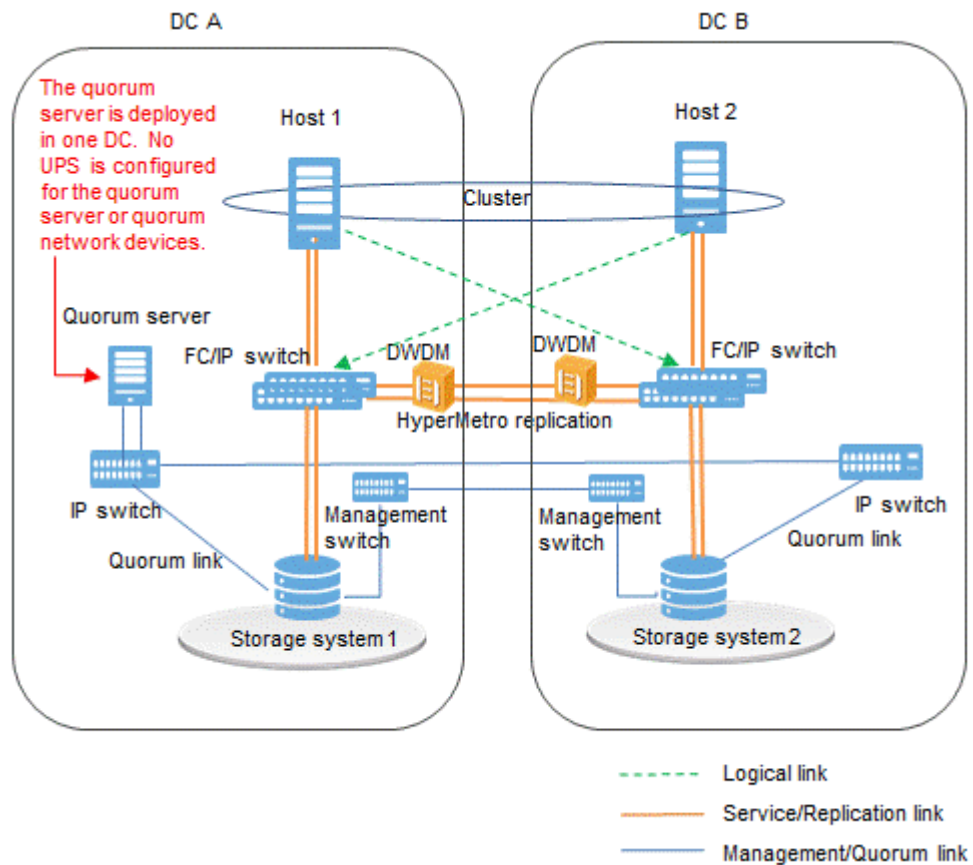 DC A
DC B
The quorum
server is deployed
in one DC. No
UPS is configured
for the quorum
server or quorum
network devices.
Host 1
Host 2
Cluster
Quorum server
FC/IP switch
DWDM
DWDM
FC/IP switch
HyperMetro replication
IP switch
Management
switch
Management
switch
IP switch
Quorum link
Quorum link
Storage system 1
Storage system 2
Logical link
Service/Replication link
Management/Quorum link